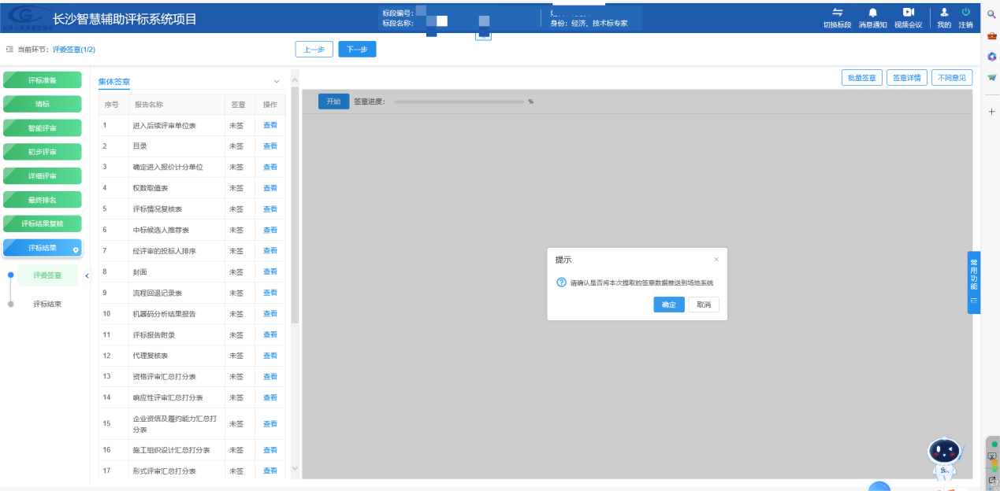 长沙智慧辅助评标系统项目
标段编号：
标段名称：
身份：经济、技术标专家
切换标段
消息通知
视频会议
我的
注销
当前环节：评委签章(1/2)
上一步
下一步
评标准备
清标
智能评审
初步评审
详细评审
最终排名
评标结果复核
评标结果
评委签章
评标结束
集体签章
序号 报告名称 签章 操作
1 进入后续评审单位表 未签 查看
2 目录 未签 查看
3 确定进入报价计分单位 未签 查看
4 权数取值表 未签 查看
5 评标情况复核表 未签 查看
6 中标候选人推荐表 未签 查看
7 经评审的投标人排序 未签 查看
8 封面 未签 查看
9 流程回退记录表 未签 查看
10 机器码分析结果报告 未签 查看
11 评标报告附录 未签 查看
12 代理复核表 未签 查看
13 资格评审汇总打分表 未签 查看
14 响应性评审汇总打分表 未签 查看
15 企业资信及履约能力汇总打
分表 未签 查看
16 施工组织设计汇总打分表 未签 查看
17 形式评审汇总打分表 未签 查看
批量签章
签章详情
不同意见
开始
签章进度：
%
提示
请确认是否将本次提取的签章数据推送到场地系统
确定
取消
常用功能